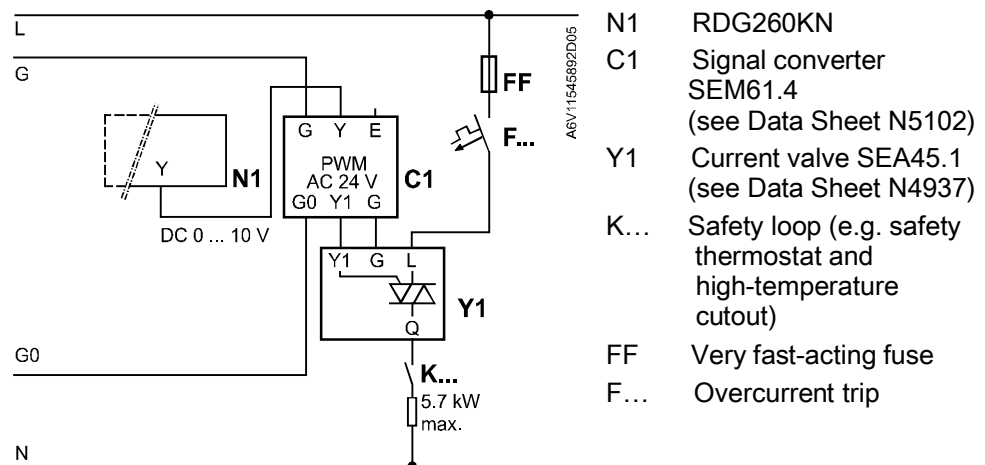 L
G
FF
A6V11545892D05
F...
G Y E
PWM
AC 24 V
C1
Y
N1
G0 Y1 G
DC 0 ... 10 V
Y1 G L
Y1
Q
G0
K...
5.7 kW
max.
N
N1 RDG260KN
C1 Signal converter
SEM61.4
(see Data Sheet N5102)
Y1 Current valve SEA45.1
(see Data Sheet N4937)
K… Safety loop (e.g. safety
thermostat and
high-temperature
cutout)
FF Very fast-acting fuse
F… Overcurrent trip